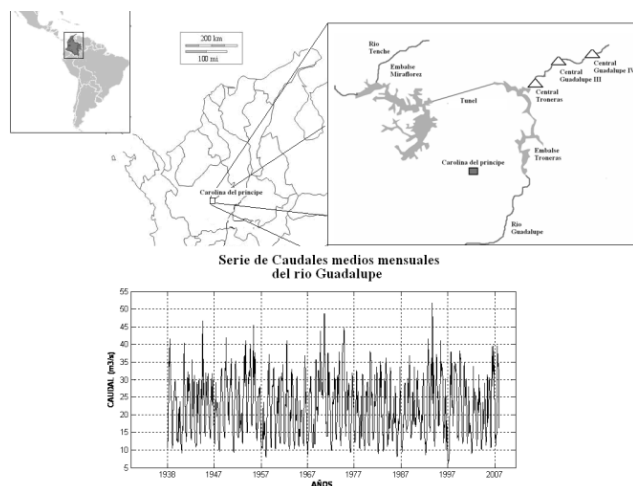 200 km
100 mi
Carolina del principe
Rio
Tenche
Embalse
Miraflorez
Tunel
Central
Guadalupe IV
Central
Guadalupe III
Central
Troneras
Embalse
Troneras
Carolina del principe
Rio
Guadalupe
Serie de Caudales medios mensuales
del río Guadalupe
CAUDAL (m3/s)
55
50
45
40
35
30
25
20
15
10
5
1938
1947
1957
1967
1977
1987
1997
2007
AÑOS